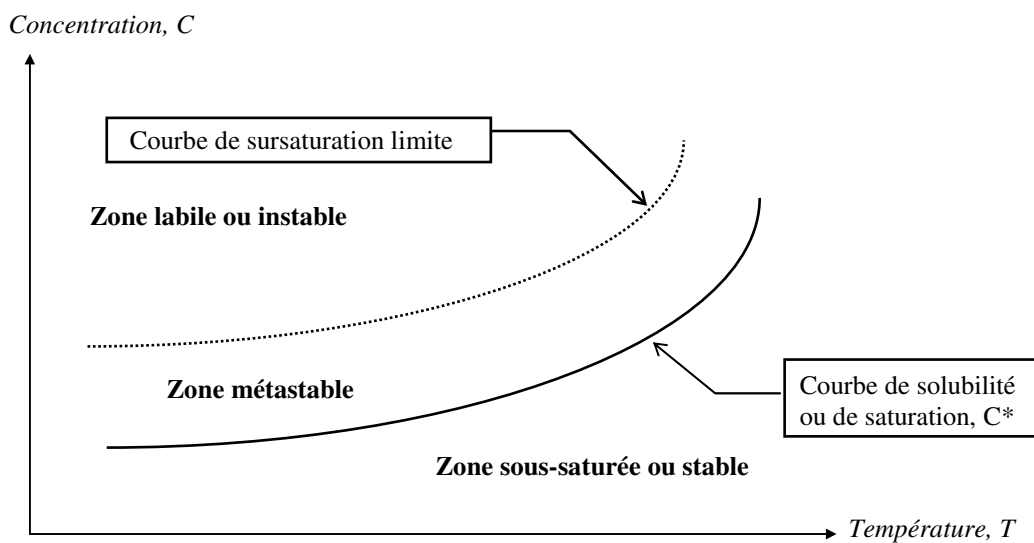 Concentration, C
Courbe de sursaturation limite
Zone labile ou instable
Zone métastable
Courbe de solubilité
ou de saturation, C*
Zone sous-saturée ou stable
Température, T